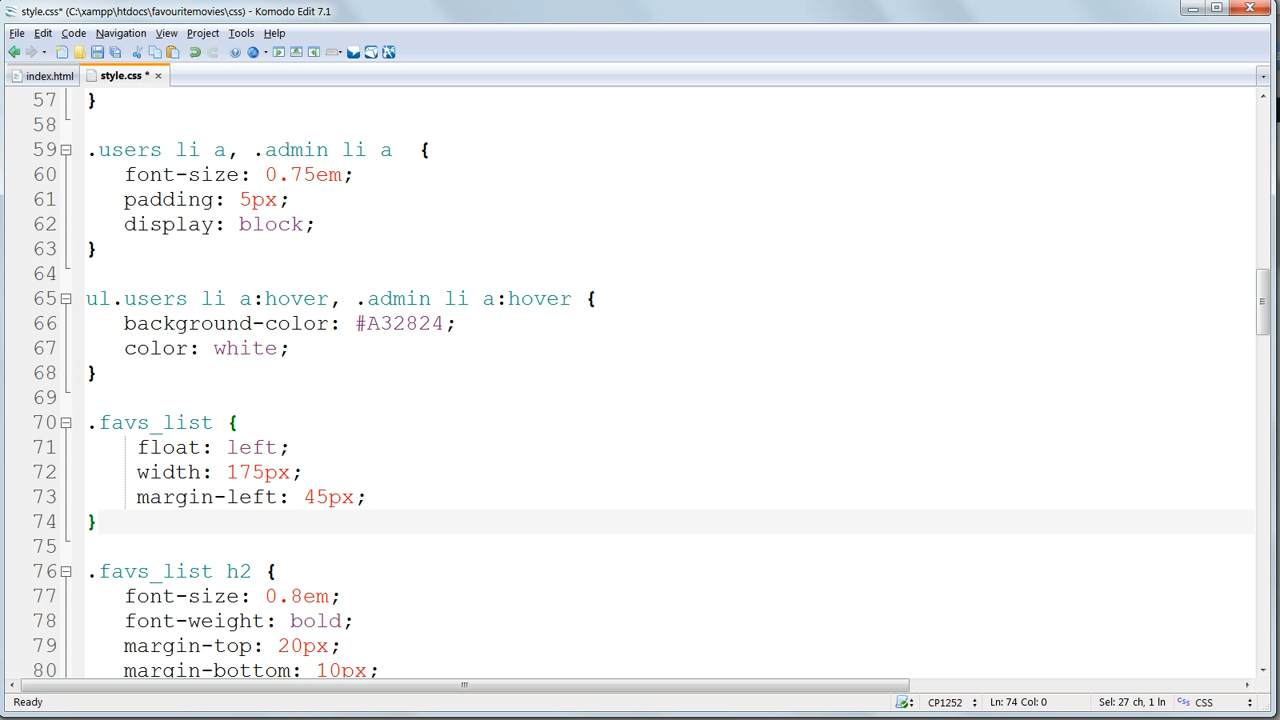 style.css* (C:\xampp\htdocs\favouritemovies\css) - Komodo Edit 7.1
File Edit Code Navigation View Project Tools Help
index.html style.css *
57 }
58
59 .users li a, .admin li a {
60 font-size: 0.75em;
61 padding: 5px;
62 display: block;
63 }
64
65 ul.users li a:hover, .admin li a:hover {
66 background-color: #A32824;
67 color: white;
68 }
69
70 .favs_list {
71 float: left;
72 width: 175px;
73 margin-left: 45px;
74 }
75
76 .favs_list h2 {
77 font-size: 0.8em;
78 font-weight: bold;
79 margin-top: 20px;
80 margin-bottom: 10px;
Ready CP1252 Ln: 74 Col: 0 Sel: 27 ch, 1 ln CSS